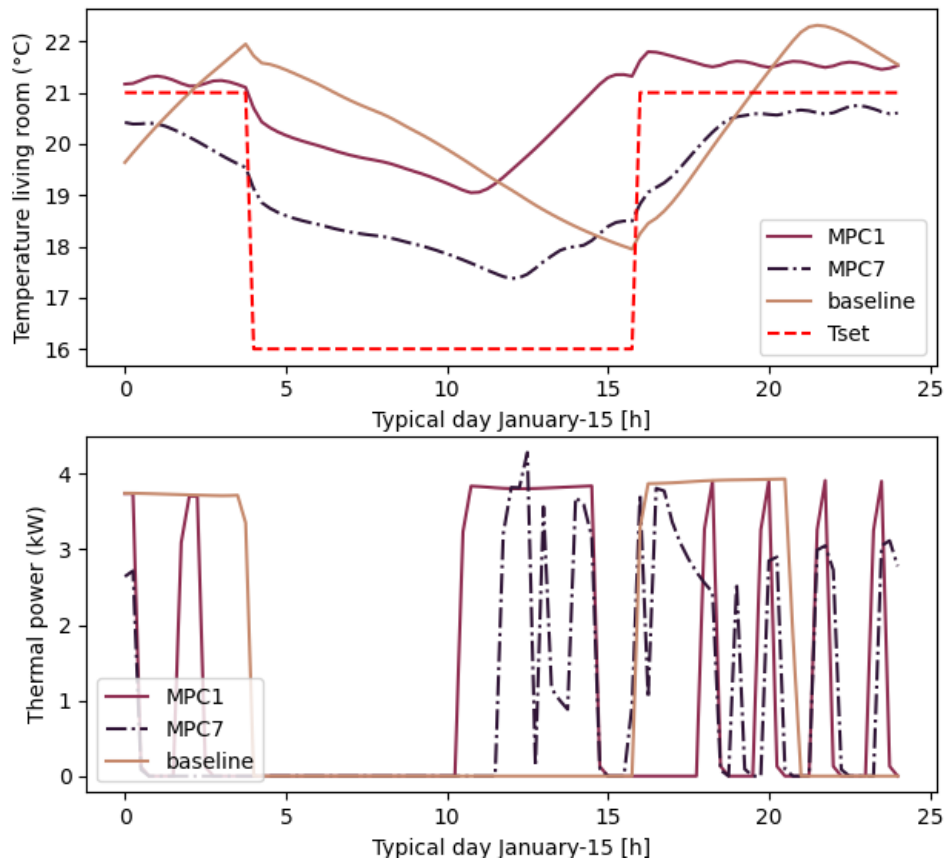 Temperature living room (°C)
22
21
20
19
18
17
16
MPC1
MPC7
baseline
Tset
0
5
10
15
20
25
Typical day January-15 [h]
Thermal power (kW)
4
3
2
1
0
MPC1
MPC7
baseline
0
5
10
15
20
25
Typical day January-15 [h]